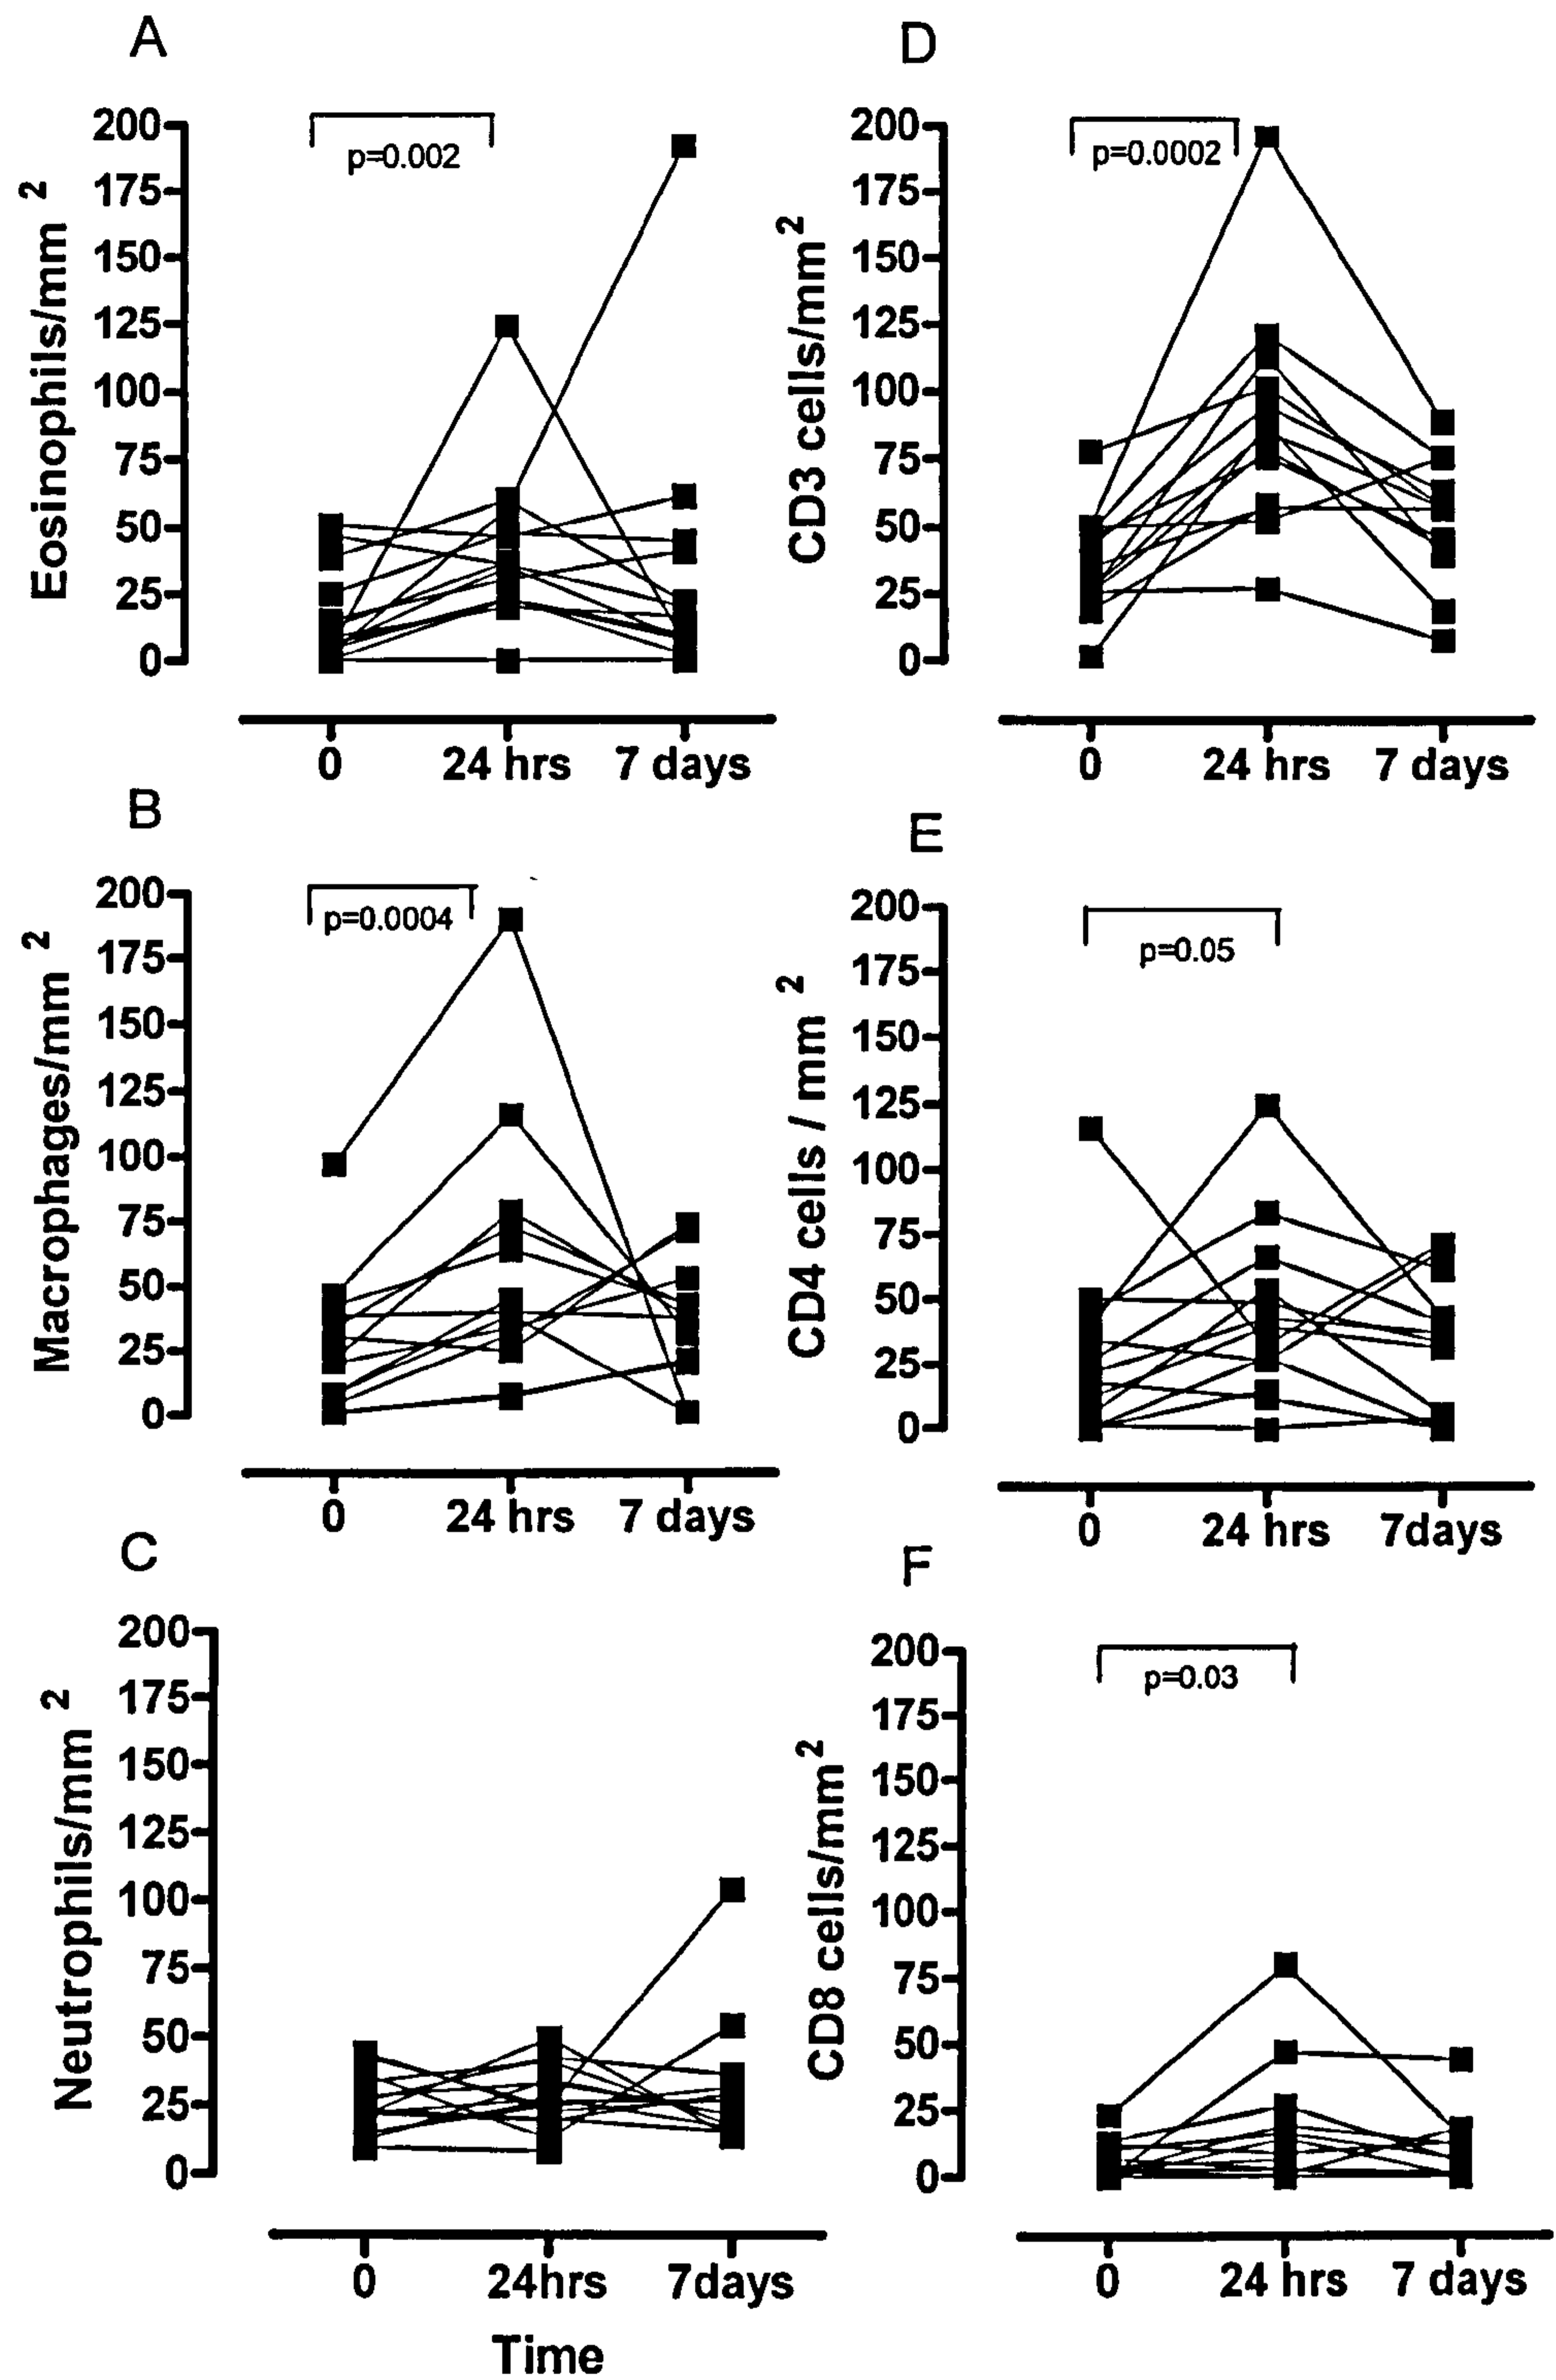 A
200
175
150
125
100
75
50
25
0
Eosinophils/mm 2
p=0.002
0 24 hrs 7 days
D
200
175
150
125
100
75
50
25
0
CD3 cells/mm2
p=0.0002
0 24 hrs 7 days
B
200
175
150
125
100
75
50
25
0
Macrophages/mm 2
p=0.0004
0 24 hrs 7 days
E
200
175
150
125
100
75
50
25
0
CD4 cells / mm 2
p=0.05
0 24 hrs 7days
C
200
175
150
125
100
75
50
25
0
Neutrophils/mm 2
0 24hrs 7days
Time
F
200
175
150
125
100
75
50
25
0
CD8 cells/mm 2
p=0.03
0 24 hrs 7 days